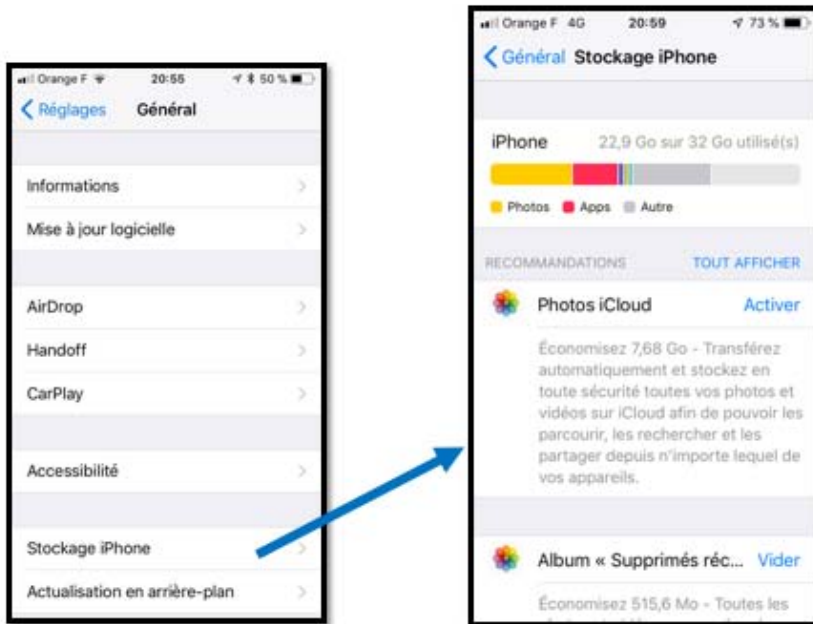 Orange F
20:55
50 %
Réglages
Général
Informations
Mise à jour logicielle
AirDrop
Handoff
CarPlay
Accessibilité
Stockage iPhone
Actualisation en arrière-plan
Orange F 4G
20:59
73 %
Général
Stockage iPhone
iPhone
22,9 Go sur 32 Go utilisé(s)
Photos
Apps
Autre
RECOMMANDATIONS
TOUT AFFICHER
Photos iCloud
Activer
Économisez 7,68 Go - Transférez
automatiquement et stockez en
toute sécurité toutes vos photos et
vidéos sur iCloud afin de pouvoir les
parcourir, les rechercher et les
partager depuis n'importe lequel de
vos appareils.
Album « Supprimés réc...
Vider
Économisez 515,6 Mo - Toutes les